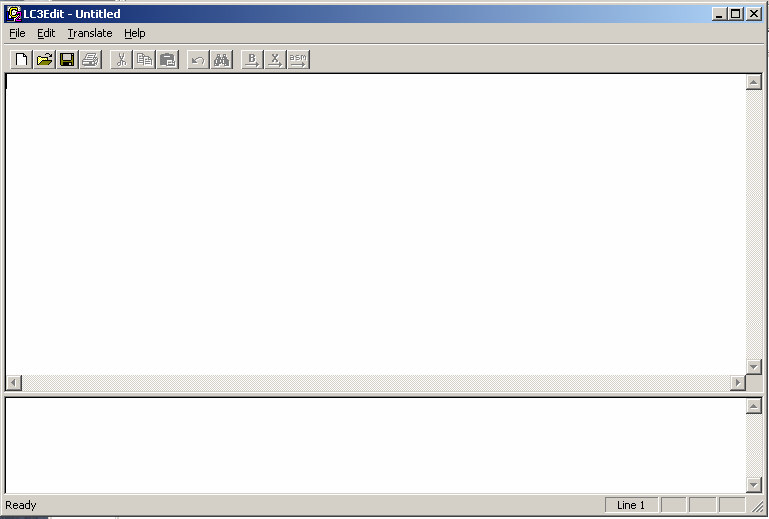 LC3Edit - Untitled
File Edit Translate Help
B X asm
Ready Line 1